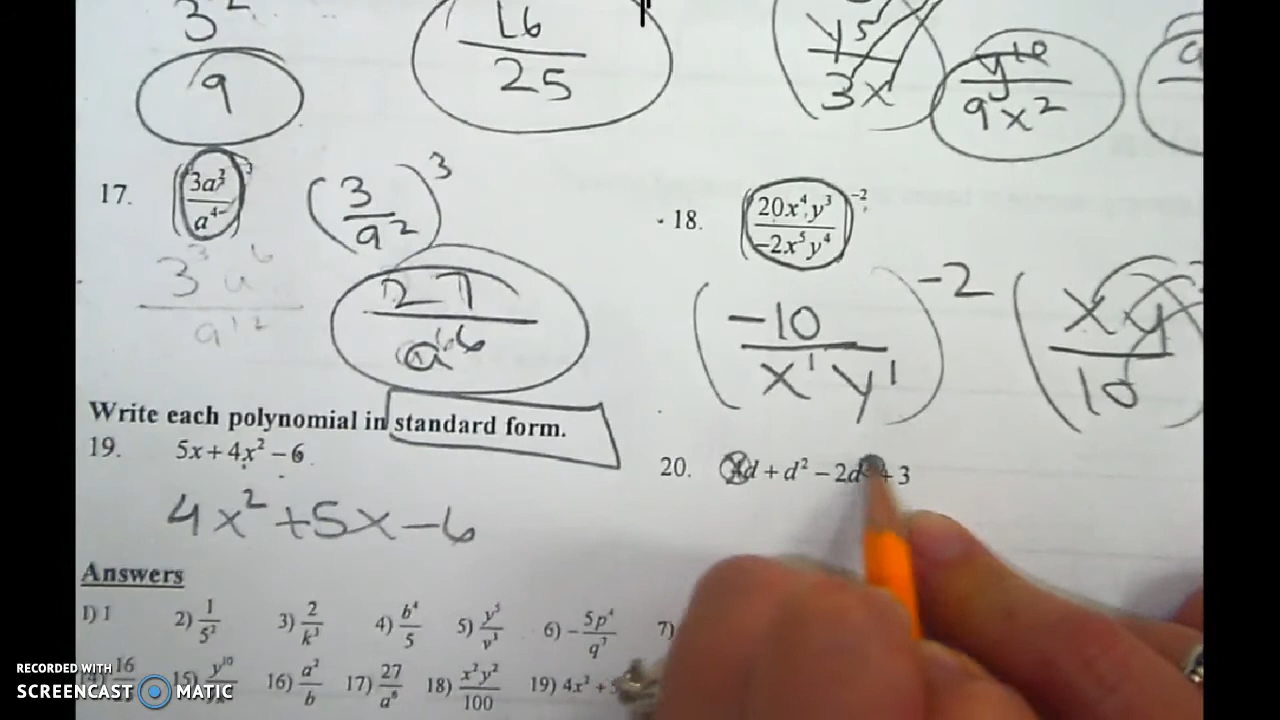 3²
9
16
25
y⁵
3x
y¹⁰
9x²
17. (3a³/a⁴)³ (3/a²)³
3³a⁶
a¹²
27
a⁶
18. (20x⁴y³/-2x⁵y⁴)⁻²
(-10/x¹y¹)⁻² (xy/10
Write each polynomial in standard form.
19. 5x + 4x² – 6
4x² + 5x – 6
20. d + d² – 2d + 3
Answers
1) 1 2) 1/5² 3) 2/k³ 4) b⁴/5 5) 6) –5p⁴/q⁷ 7)
16 15) y¹⁰ 16) a²/b 17) 27/a⁶ 18) x²y²/100 19) 4x² +
RECORDED WITH
SCREENCAST MATIC